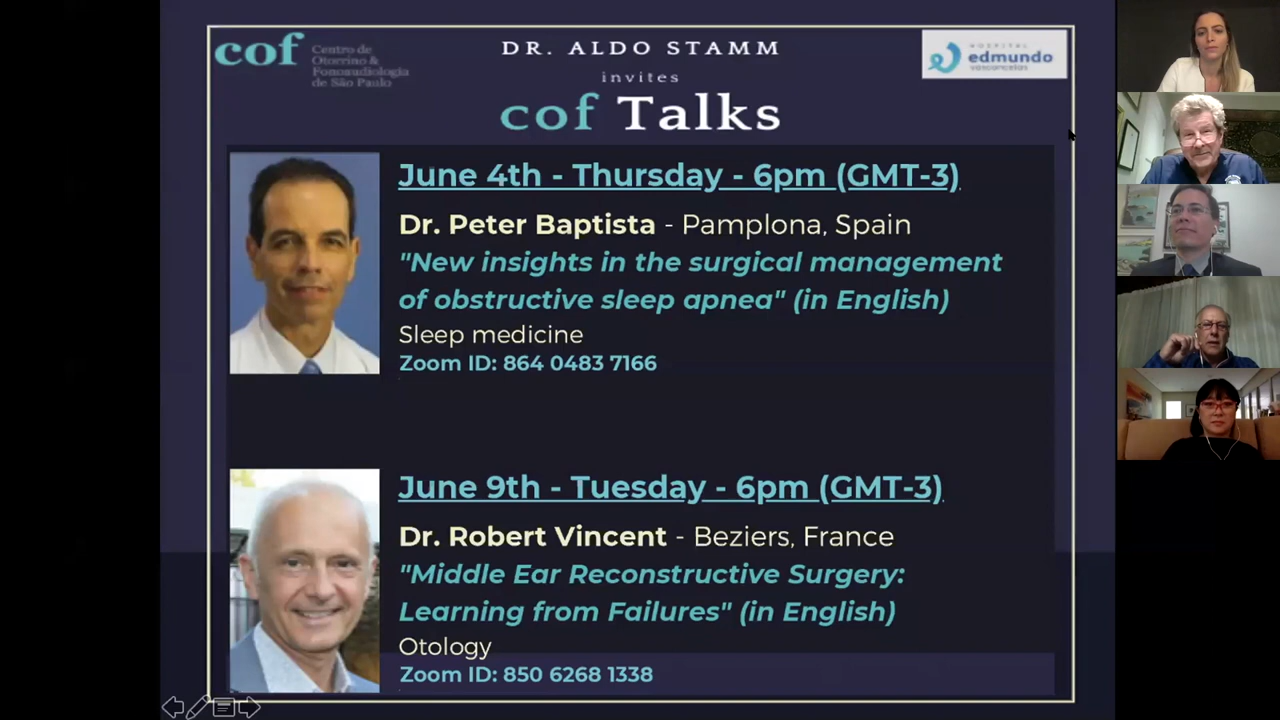 cof
Centro de
Otorrino &
Fonoaudiologia
de São Paulo
DR. ALDO STAMM
invites
cof Talks
HOSPITAL
edmundo
vasconcelos
June 4th - Thursday - 6pm (GMT-3)
Dr. Peter Baptista - Pamplona, Spain
"New insights in the surgical management
of obstructive sleep apnea" (in English)
Sleep medicine
Zoom ID: 864 0483 7166
June 9th - Tuesday - 6pm (GMT-3)
Dr. Robert Vincent - Beziers, France
"Middle Ear Reconstructive Surgery:
Learning from Failures" (in English)
Otology
Zoom ID: 850 6268 1338